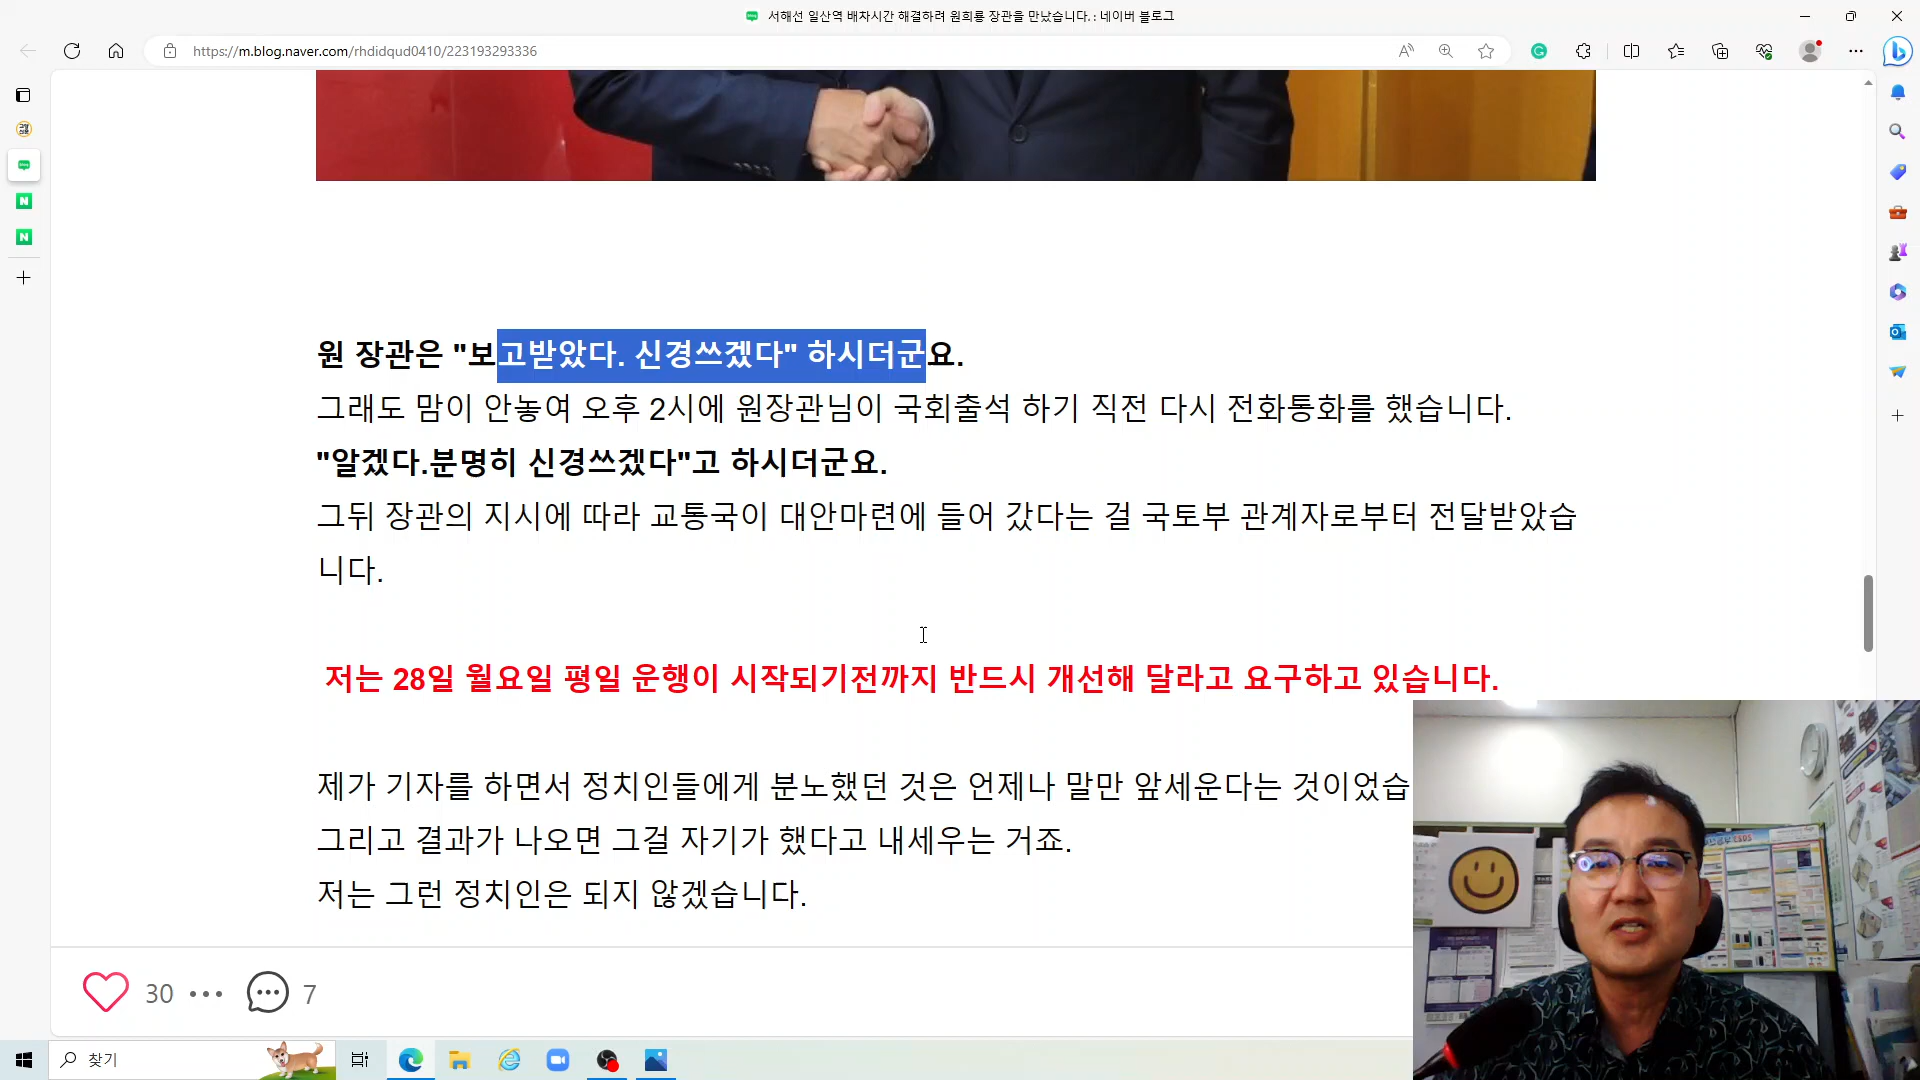 서해선 일산역 배차시간 해결하려 원희룡 장관을 만났습니다. : 네이버 블로그
https://m.blog.naver.com/rhdidqud0410/223193293336
원 장관은 "보고받았다. 신경쓰겠다" 하시더군요.
그래도 맘이 안놓여 오후 2시에 원장관님이 국회출석 하기 직전 다시 전화통화를 했습니다.
"알겠다.분명히 신경쓰겠다"고 하시더군요.
그뒤 장관의 지시에 따라 교통국이 대안마련에 들어 갔다는 걸 국토부 관계자로부터 전달받았습
니다.
저는 28일 월요일 평일 운행이 시작되기전까지 반드시 개선해 달라고 요구하고 있습니다.
제가 기자를 하면서 정치인들에게 분노했던 것은 언제나 말만 앞세운다는 것이었습
그리고 결과가 나오면 그걸 자기가 했다고 내세우는 거죠.
저는 그런 정치인은 되지 않겠습니다.
30
7
찾기